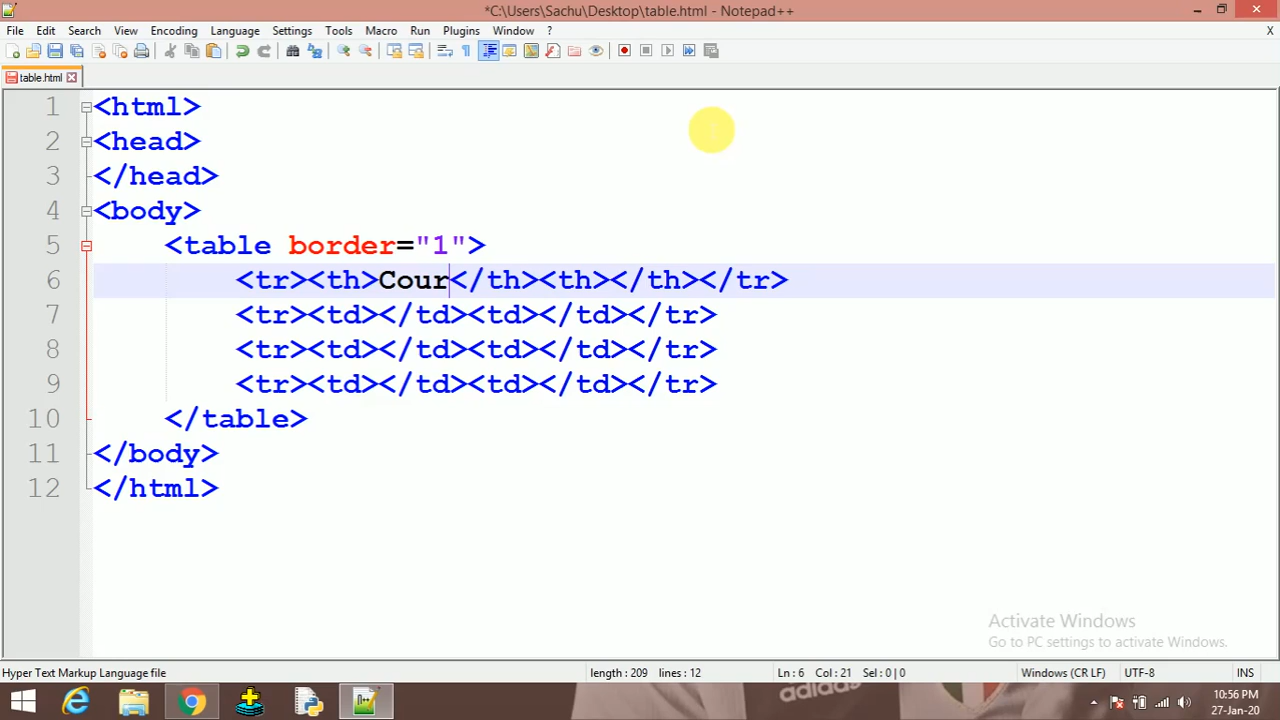 *C:\Users\Sachu\Desktop\table.html - Notepad++
File Edit Search View Encoding Language Settings Tools Macro Run Plugins Window ? X
table.html
1 <html>
2 <head>
3 </head>
4 <body>
5 <table border="1">
6 <tr><th>Cour</th><th></th></tr>
7 <tr><td></td><td></td></tr>
8 <tr><td></td><td></td></tr>
9 <tr><td></td><td></td></tr>
10 </table>
11 </body>
12 </html>
Activate Windows
Go to PC settings to activate Windows.
Hyper Text Markup Language file length : 209 lines : 12 Ln : 6 Col : 21 Sel : 0 | 0 Windows (CR LF) UTF-8 INS
adidas
10:56 PM
27-Jan-20